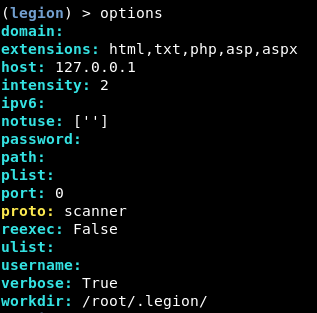 (legion) > options
domain:
extensions: html,txt,php,asp,aspx
host: 127.0.0.1
intensity: 2
ipv6:
notuse: ['']
password:
path:
plist:
port: 0
proto: scanner
reexec: False
ulist:
username:
verbose: True
workdir: /root/.legion/